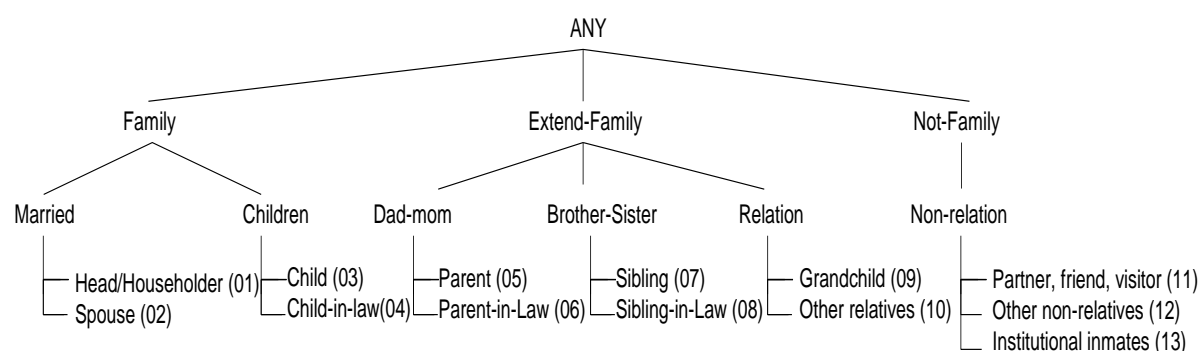 ANY
Family Extend-Family Not-Family
Married Children Dad-mom Brother-Sister Relation Non-relation
Head/Householder (01) Child (03) Parent (05) Sibling (07) Grandchild (09) Partner, friend, visitor (11)
Spouse (02) Child-in-law(04) Parent-in-Law (06) Sibling-in-Law (08) Other relatives (10) Other non-relatives (12)
Institutional inmates (13)